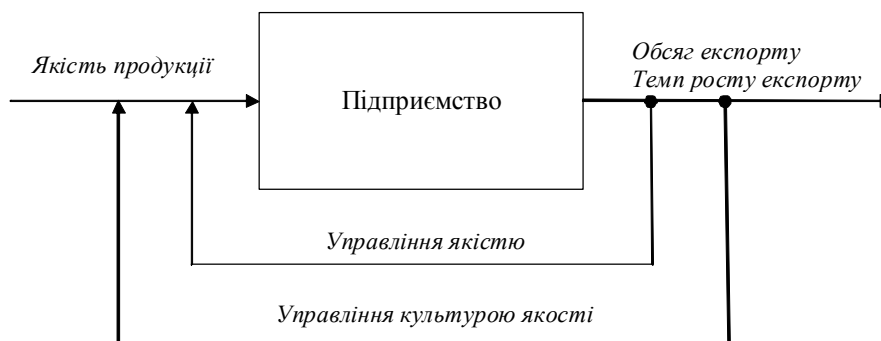 Обсяг експорту
Якість продукції
Темп росту експорту
Підприємство
Управління якістю
Управління культурою якості